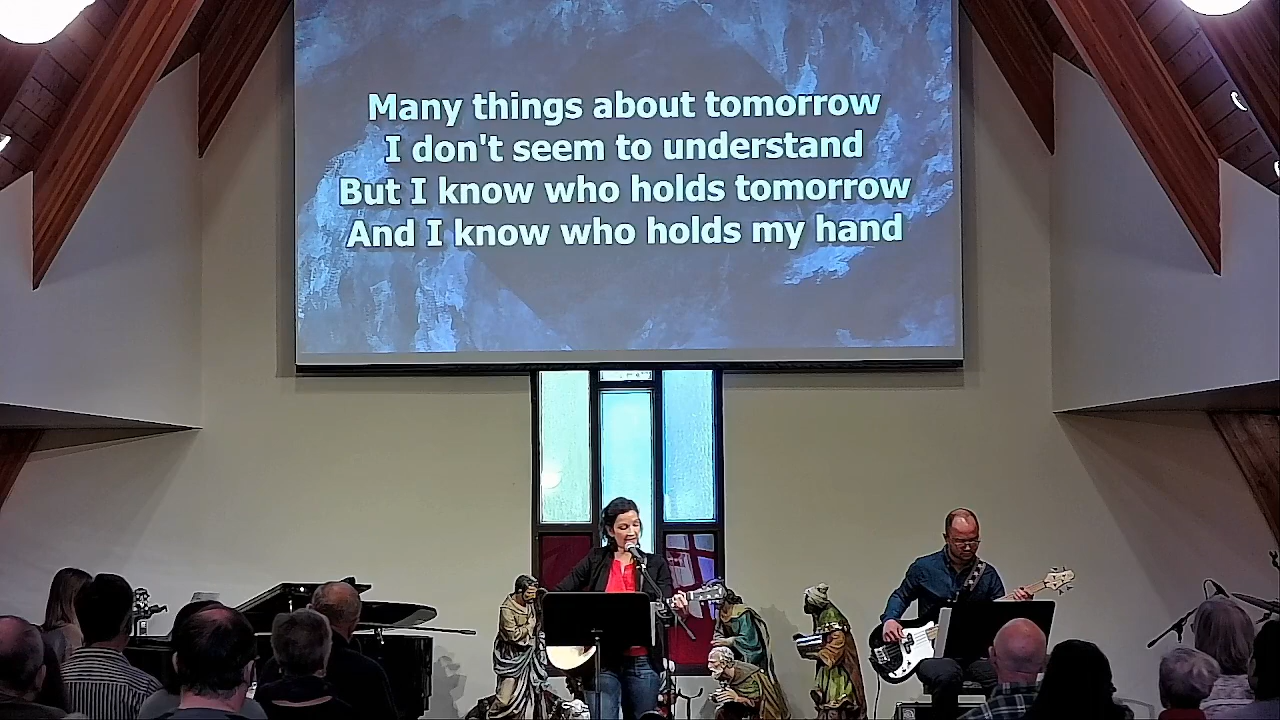 Many things about tomorrow
I don't seem to understand
But I know who holds tomorrow
And I know who holds my hand